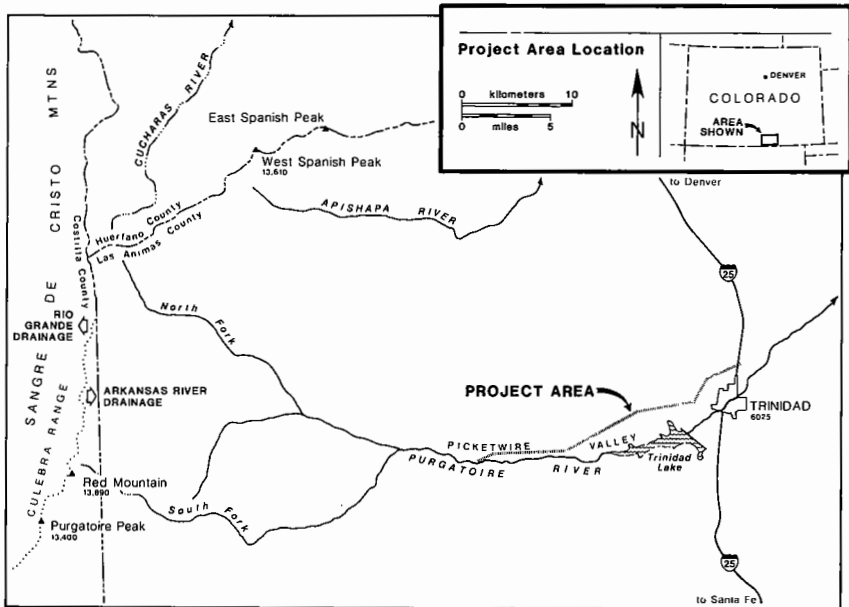 Project Area Location
0 kilometers 10
0 miles 5
N
DENVER
COLORADO
AREA
SHOWN
SANGRE DE CRISTO MTNS
CUCHARAS RIVER
East Spanish Peak
West Spanish Peak
13,610
to Denver
APISHAPA RIVER
Huerfano County
Las Animas County
Costilla County
25
North Fork
RIO
GRANDE
DRAINAGE
ARKANSAS RIVER
DRAINAGE
CULEBRA RANGE
PROJECT AREA
TRINIDAD
6025
PICKETWIRE VALLEY
PURGATOIRE RIVER
Trinidad
Lake
Red Mountain
13,890
South Fork
Purgatoire Peak
13,400
25
to Santa Fe